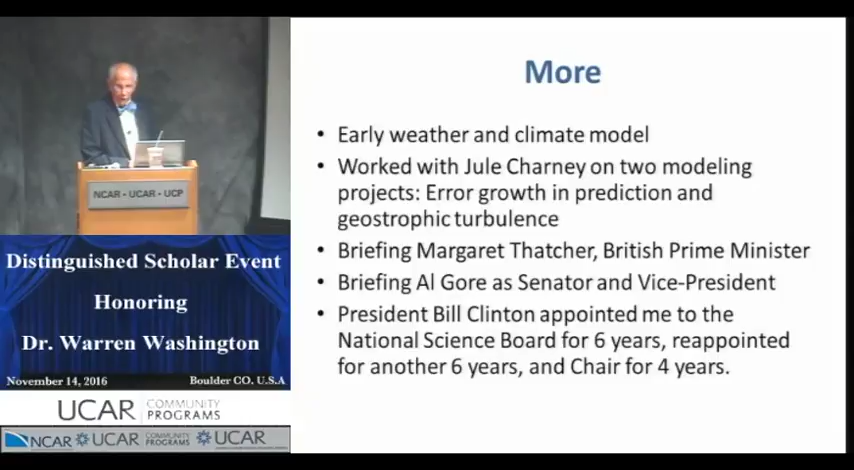 NCAR - UCAR - UCP
Distinguished Scholar Event
Honoring
Dr. Warren Washington
November 14, 2016 Boulder CO. U.S.A
UCAR COMMUNITY
PROGRAMS
NCAR UCAR COMMUNITY PROGRAMS UCAR
More
• Early weather and climate model
• Worked with Jule Charney on two modeling
projects: Error growth in prediction and
geostrophic turbulence
• Briefing Margaret Thatcher, British Prime Minister
• Briefing Al Gore as Senator and Vice-President
• President Bill Clinton appointed me to the
National Science Board for 6 years, reappointed
for another 6 years, and Chair for 4 years.